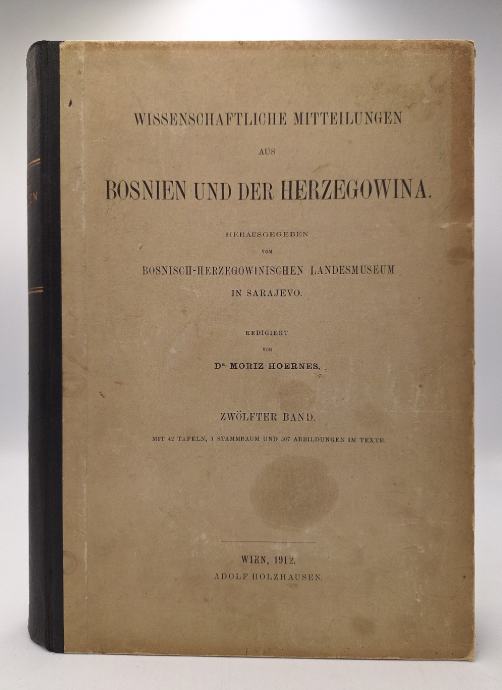 WISSENSCHAFTLICHE MITTEILUNGEN
AUS
BOSNIEN UND DER HERZEGOWINA.
HERAUSGEGEBEN
VOM
BOSNISCH-HERZEGOWINISCHEN LANDESMUSEUM
IN SARAJEVO.
REDIGIERT
VON
DR. MORIZ HOERNES.
ZWÖLFTER BAND.
MIT 42 TAFELN, 1 STAMMBAUM UND 507 ABBILDUNGEN IM TEXTE.
WIEN, 1912.
ADOLF HOLZHAUSEN.